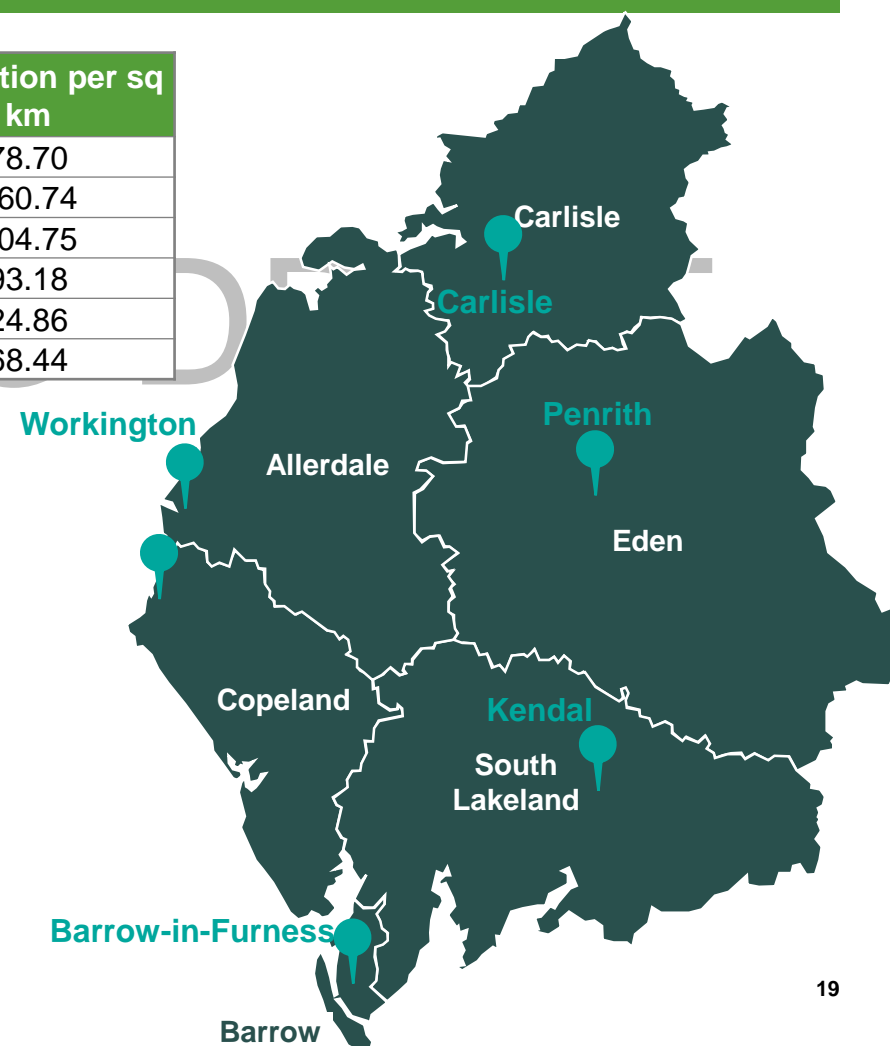 tion per sq
km
78.70
60.74
04.75
93.18
24.86
68.44
Carlisle
Carlisle
Workington
Penrith
Allerdale
Eden
Copeland
Kendal
South
Lakeland
Barrow-in-Furness
19
Barrow